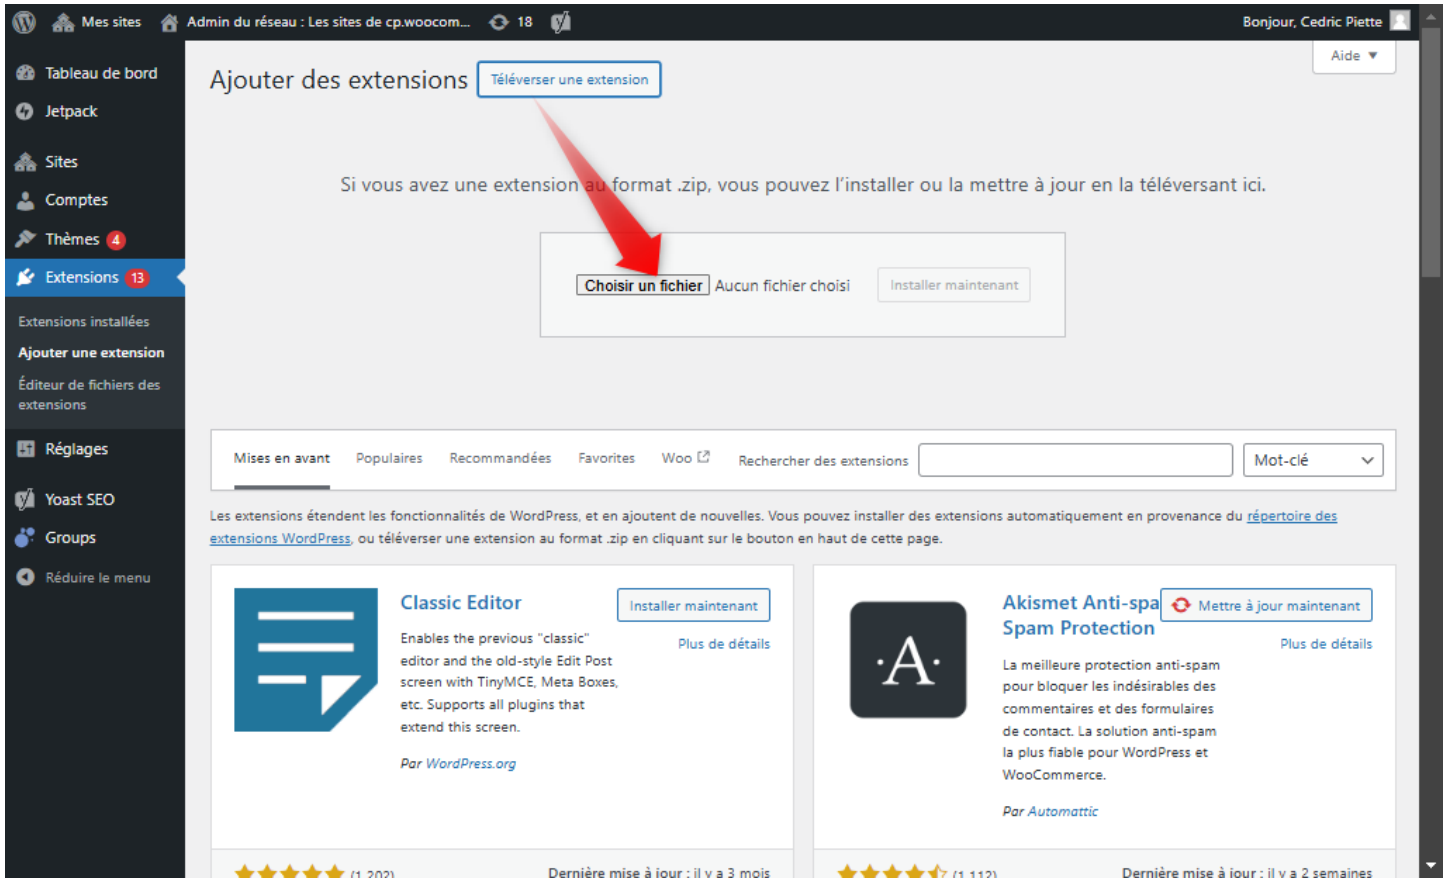 Mes sites
Admin du réseau : Les sites de cp.woocom...
18
Bonjour, Cedric Piette
Tableau de bord
Jetpack
Sites
Comptes
Thèmes 4
Extensions 13
Extensions installées
Ajouter une extension
Éditeur de fichiers des
extensions
Réglages
Yoast SEO
Groups
Réduire le menu
Aide ▼
Ajouter des extensions
Téléverser une extension
Si vous avez une extension au format .zip, vous pouvez l’installer ou la mettre à jour en la téléversant ici.
Choisir un fichier
Aucun fichier choisi
Installer maintenant
Mises en avant
Populaires
Recommandées
Favorites
Woo
Rechercher des extensions
Mot-clé
Les extensions étendent les fonctionnalités de WordPress, et en ajoutent de nouvelles. Vous pouvez installer des extensions automatiquement en provenance du répertoire des
extensions WordPress, ou téléverser une extension au format .zip en cliquant sur le bouton en haut de cette page.
Classic Editor
Installer maintenant
Plus de détails
Enables the previous "classic"
editor and the old-style Edit Post
screen with TinyMCE, Meta Boxes,
etc. Supports all plugins that
extend this screen.
Par WordPress.org
(1 202)
Dernière mise à jour : il y a 3 mois
·A·
Akismet Anti-spa
Spam Protection
Mettre à jour maintenant
Plus de détails
La meilleure protection anti-spam
pour bloquer les indésirables des
commentaires et des formulaires
de contact. La solution anti-spam
la plus fiable pour WordPress et
WooCommerce.
Par Automattic
(1 112)
Dernière mise à jour : il y a 2 semaines